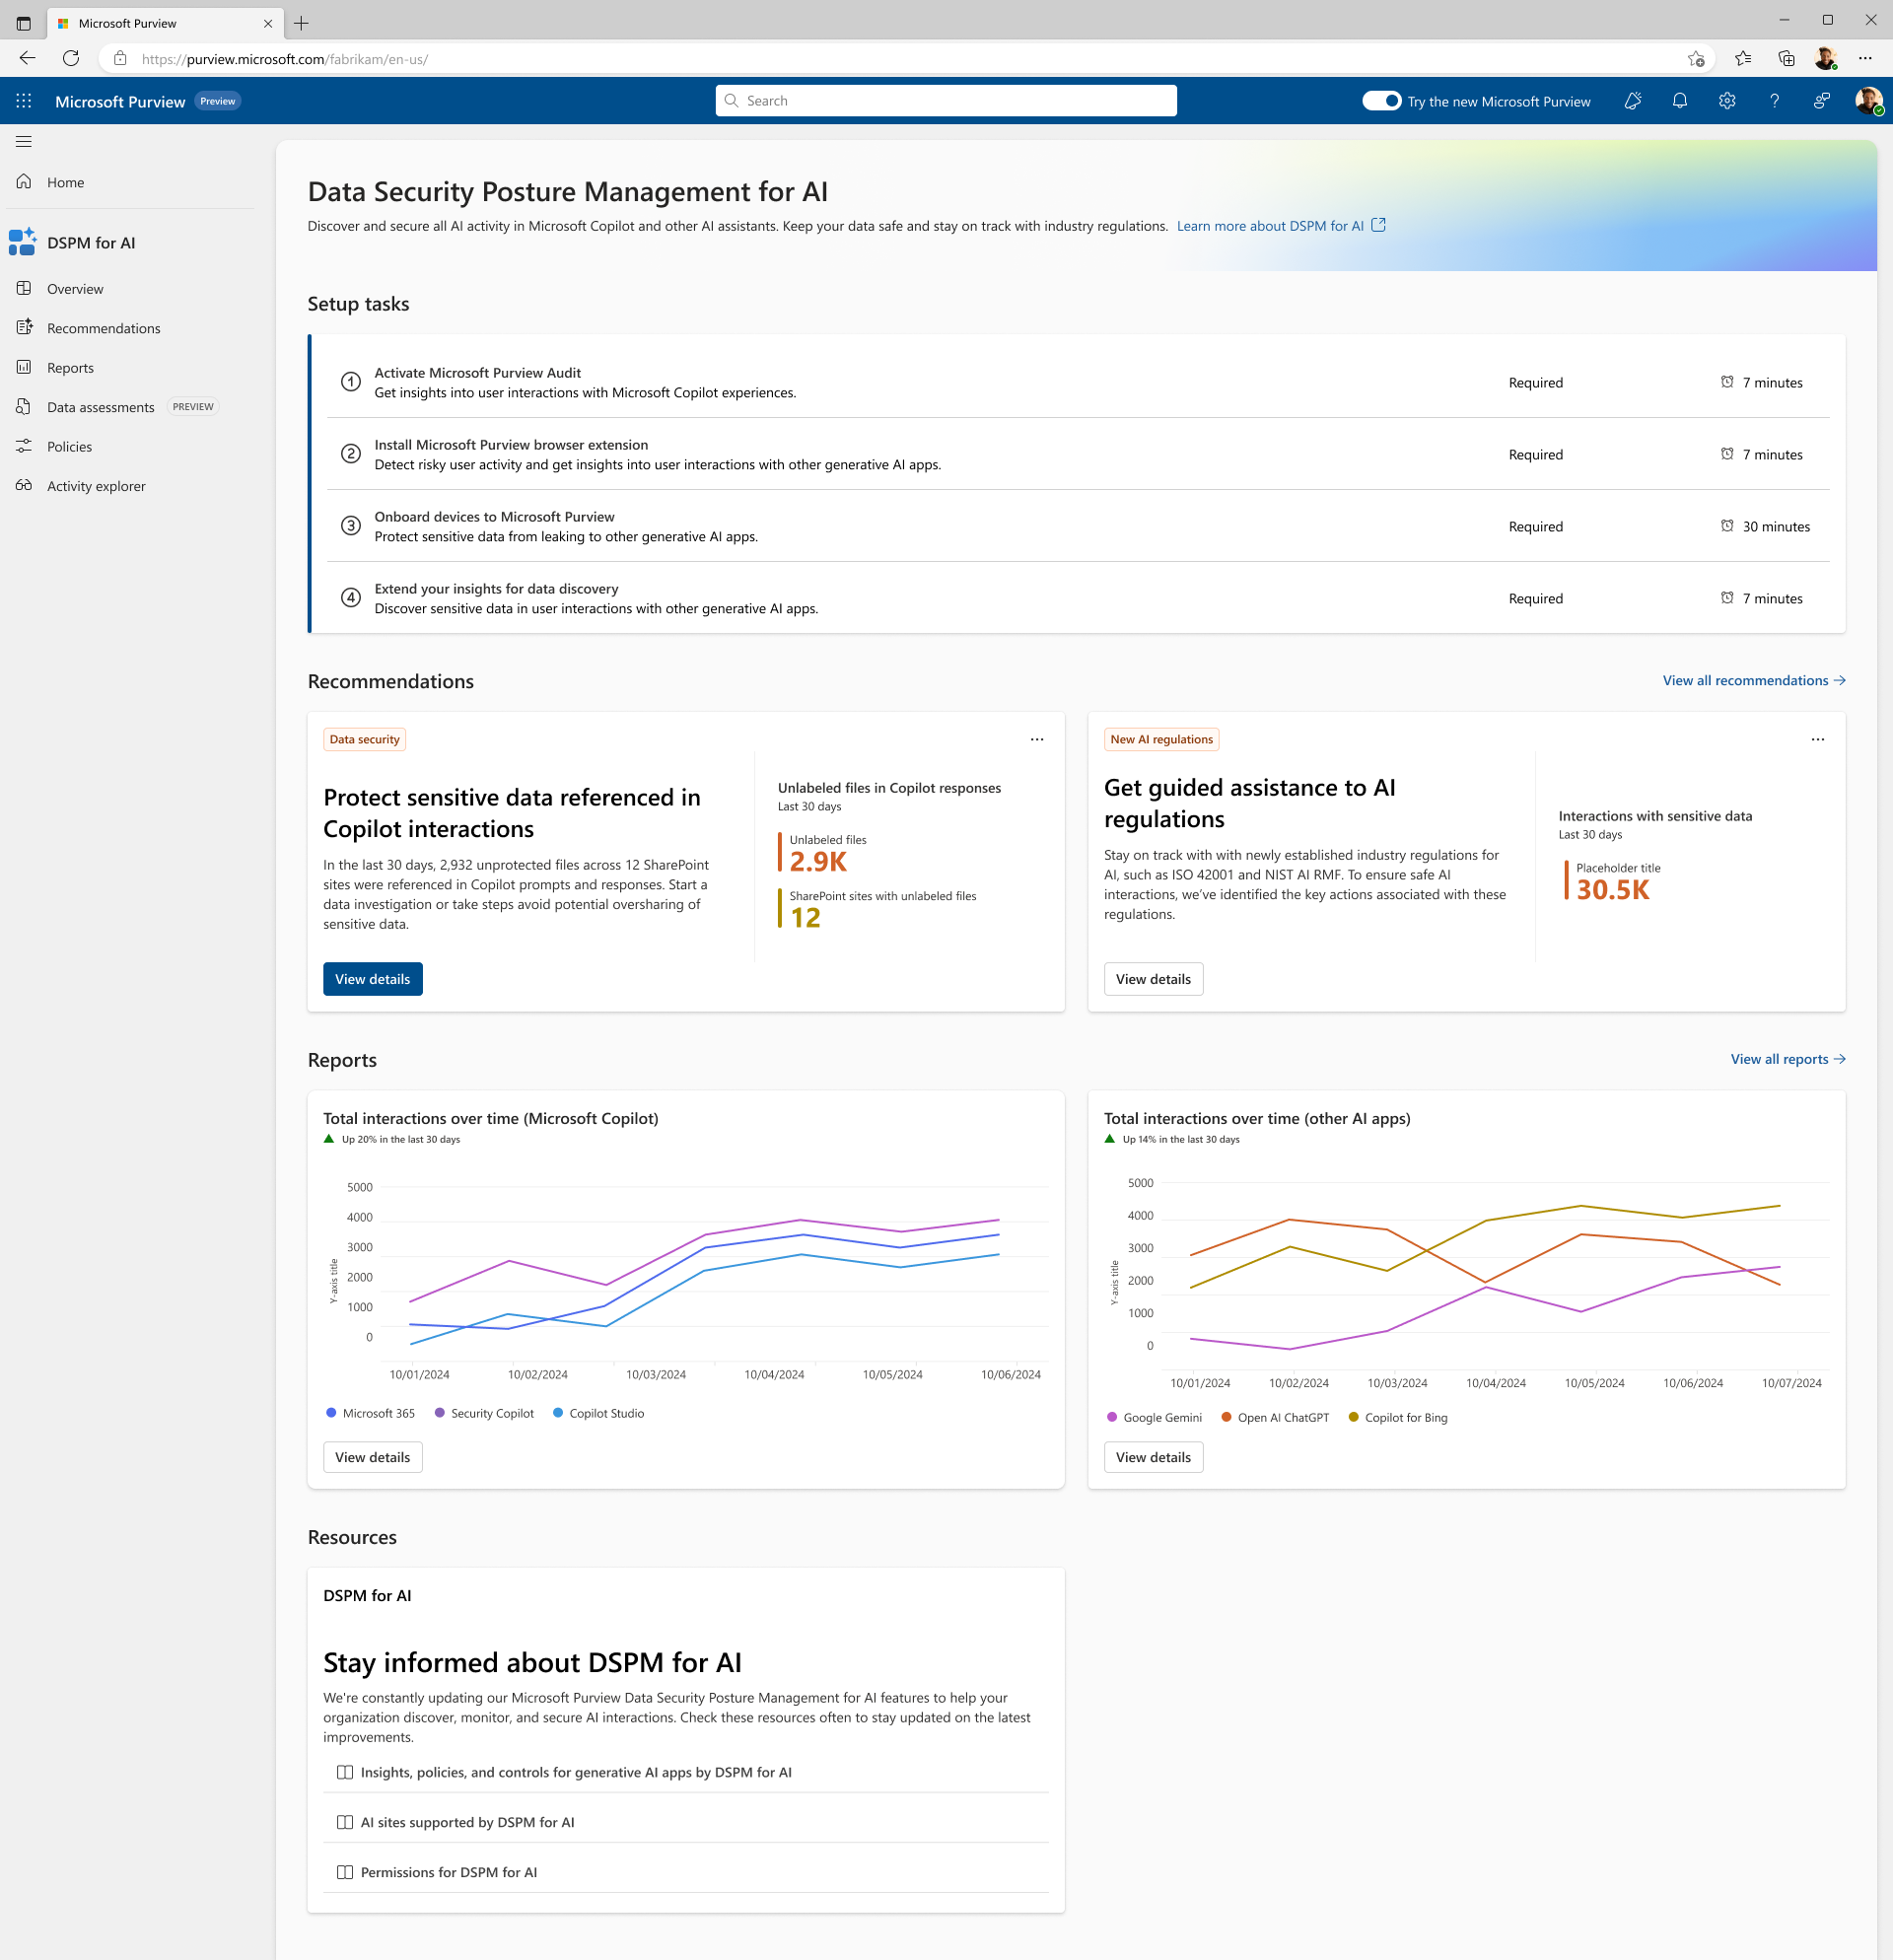 Microsoft Purview
https://purview.microsoft.com/fabrikam/en-us/
Microsoft Purview
Preview
Search
Try the new Microsoft Purview
Home
DSPM for AI
Overview
Recommendations
Reports
Data assessments
PREVIEW
Policies
Activity explorer
Data Security Posture Management for AI
Discover and secure all AI activity in Microsoft Copilot and other AI assistants. Keep your data safe and stay on track with industry regulations. Learn more about DSPM for AI
Setup tasks
1
Activate Microsoft Purview Audit
Get insights into user interactions with Microsoft Copilot experiences.
Required
7 minutes
2
Install Microsoft Purview browser extension
Detect risky user activity and get insights into user interactions with other generative AI apps.
Required
7 minutes
3
Onboard devices to Microsoft Purview
Protect sensitive data from leaking to other generative AI apps.
Required
30 minutes
4
Extend your insights for data discovery
Discover sensitive data in user interactions with other generative AI apps.
Required
7 minutes
Recommendations
View all recommendations
Data security
Protect sensitive data referenced in
Copilot interactions
In the last 30 days, 2,932 unprotected files across 12 SharePoint
sites were referenced in Copilot prompts and responses. Start a
data investigation or take steps avoid potential oversharing of
sensitive data.
View details
Unlabeled files in Copilot responses
Last 30 days
Unlabeled files
2.9K
SharePoint sites with unlabeled files
12
New AI regulations
Get guided assistance to AI
regulations
Stay on track with with newly established industry regulations for
AI, such as ISO 42001 and NIST AI RMF. To ensure safe AI
interactions, we've identified the key actions associated with these
regulations.
View details
Interactions with sensitive data
Last 30 days
Placeholder title
30.5K
Reports
View all reports
Total interactions over time (Microsoft Copilot)
Up 20% in the last 30 days
Y-axis title
5000
4000
3000
2000
1000
0
10/01/2024 10/02/2024 10/03/2024 10/04/2024 10/05/2024 10/06/2024
Microsoft 365 Security Copilot Copilot Studio
View details
Total interactions over time (other AI apps)
Up 14% in the last 30 days
Y-axis title
5000
4000
3000
2000
1000
0
10/01/2024 10/02/2024 10/03/2024 10/04/2024 10/05/2024 10/06/2024 10/07/2024
Google Gemini Open AI ChatGPT Copilot for Bing
View details
Resources
DSPM for AI
Stay informed about DSPM for AI
We're constantly updating our Microsoft Purview Data Security Posture Management for AI features to help your
organization discover, monitor, and secure AI interactions. Check these resources often to stay updated on the latest
improvements.
Insights, policies, and controls for generative AI apps by DSPM for AI
AI sites supported by DSPM for AI
Permissions for DSPM for AI